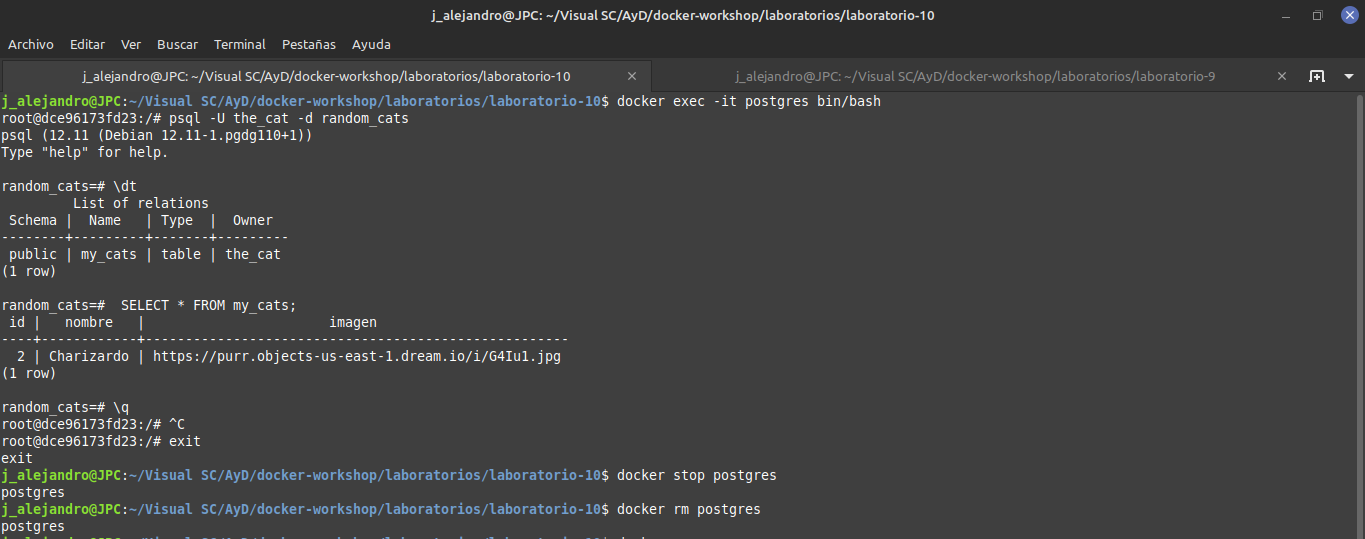 j_alejandro@JPC: ~/Visual SC/AyD/docker-workshop/laboratorios/laboratorio-10
Archivo Editar Ver Buscar Terminal Pestañas Ayuda
j_alejandro@JPC: ~/Visual SC/AyD/docker-workshop/laboratorios/laboratorio-10 j_alejandro@JPC: ~/Visual SC/AyD/docker-workshop/laboratorios/laboratorio-9
j_alejandro@JPC:~/Visual SC/AyD/docker-workshop/laboratorios/laboratorio-10$ docker exec -it postgres bin/bash
root@dce96173fd23:/# psql -U the_cat -d random_cats
psql (12.11 (Debian 12.11-1.pgdg110+1))
Type "help" for help.
random_cats=# \dt
List of relations
Schema | Name | Type | Owner
--------+---------+-------+---------
public | my_cats | table | the_cat
(1 row)
random_cats=#  SELECT * FROM my_cats;
id | nombre | imagen
----+------------+----------------------------------------------------
2 | Charizardo | https://purr.objects-us-east-1.dream.io/i/G4Iu1.jpg
(1 row)
random_cats=# \q
root@dce96173fd23:/# ^C
root@dce96173fd23:/# exit
exit
j_alejandro@JPC:~/Visual SC/AyD/docker-workshop/laboratorios/laboratorio-10$ docker stop postgres
postgres
j_alejandro@JPC:~/Visual SC/AyD/docker-workshop/laboratorios/laboratorio-10$ docker rm postgres
postgres